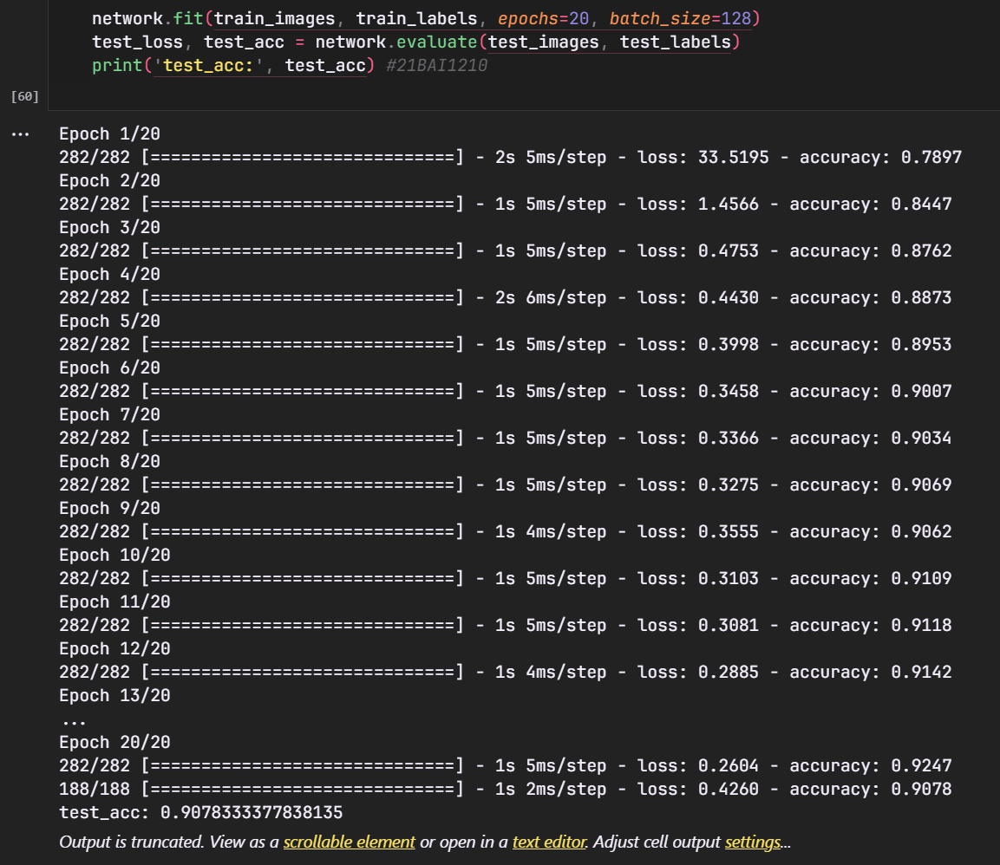 network.fit(train_images, train_labels, epochs=20, batch_size=128)
test_loss, test_acc = network.evaluate(test_images, test_labels)
print('test_acc:', test_acc) #21BAI1210
[60]
...
Epoch 1/20
282/282 [==============================] - 2s 5ms/step - loss: 33.5195 - accuracy: 0.7897
Epoch 2/20
282/282 [==============================] - 1s 5ms/step - loss: 1.4566 - accuracy: 0.8447
Epoch 3/20
282/282 [==============================] - 1s 5ms/step - loss: 0.4753 - accuracy: 0.8762
Epoch 4/20
282/282 [==============================] - 2s 6ms/step - loss: 0.4430 - accuracy: 0.8873
Epoch 5/20
282/282 [==============================] - 1s 5ms/step - loss: 0.3998 - accuracy: 0.8953
Epoch 6/20
282/282 [==============================] - 1s 5ms/step - loss: 0.3458 - accuracy: 0.9007
Epoch 7/20
282/282 [==============================] - 1s 5ms/step - loss: 0.3366 - accuracy: 0.9034
Epoch 8/20
282/282 [==============================] - 1s 5ms/step - loss: 0.3275 - accuracy: 0.9069
Epoch 9/20
282/282 [==============================] - 1s 4ms/step - loss: 0.3555 - accuracy: 0.9062
Epoch 10/20
282/282 [==============================] - 1s 5ms/step - loss: 0.3103 - accuracy: 0.9109
Epoch 11/20
282/282 [==============================] - 1s 5ms/step - loss: 0.3081 - accuracy: 0.9118
Epoch 12/20
282/282 [==============================] - 1s 4ms/step - loss: 0.2885 - accuracy: 0.9142
Epoch 13/20
...
Epoch 20/20
282/282 [==============================] - 1s 5ms/step - loss: 0.2604 - accuracy: 0.9247
188/188 [==============================] - 1s 2ms/step - loss: 0.4260 - accuracy: 0.9078
test_acc: 0.9078333377838135
Output is truncated. View as a scrollable element or open in a text editor. Adjust cell output settings...